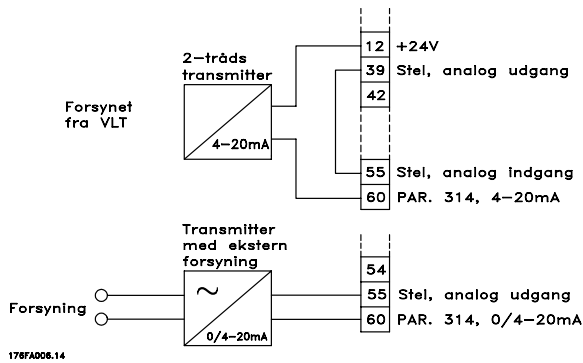 12 +24V
2-tråds
transmitter
39 Stel, analog udgang
42
Forsynet
fra VLT
4-20mA
55 Stel, analog indgang
60 PAR. 314, 4-20mA
Transmitter
med ekstern
forsyning
54
~
55 Stel, analog udgang
Forsyning
60 PAR. 314, 0/4-20mA
0/4-20mA
176FA006.14